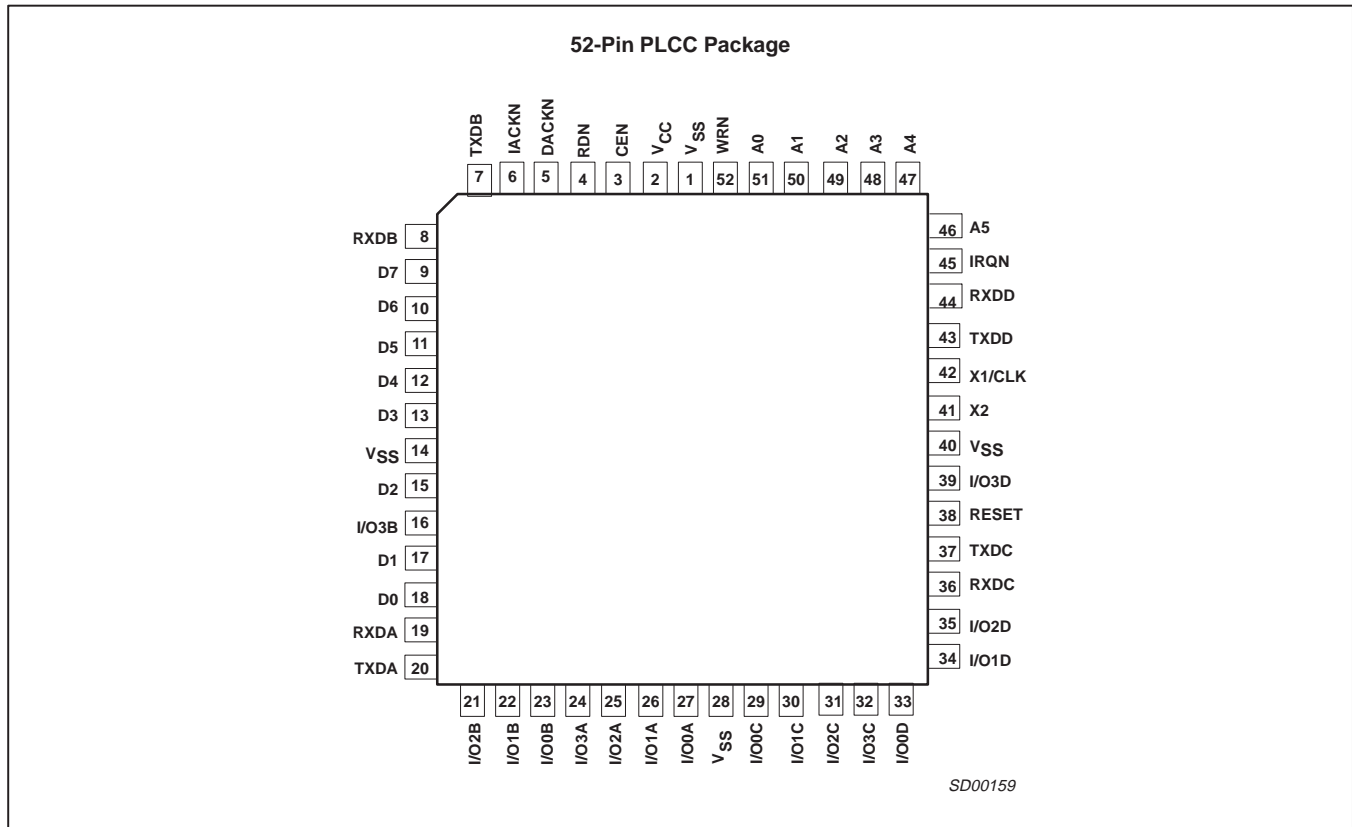 52-Pin PLCC Package
TXDB
IACKN
DACKN
RDN
CEN
VCC
VSS
WRN
A0
A1
A2
A3
A4
7 6 5 4 3 2 1 52 51 50 49 48 47
RXDB 8
D7 9
D6 10
D5 11
D4 12
D3 13
VSS 14
D2 15
I/O3B 16
D1 17
D0 18
RXDA 19
TXDA 20
46 A5
45 IRQN
44 RXDD
43 TXDD
42 X1/CLK
41 X2
40 VSS
39 I/O3D
38 RESET
37 TXDC
36 RXDC
35 I/O2D
34 I/O1D
21 22 23 24 25 26 27 28 29 30 31 32 33
I/O2B
I/O1B
I/O0B
I/O3A
I/O2A
I/O1A
I/O0A
VSS
I/O0C
I/O1C
I/O2C
I/O3C
I/O0D
SD00159